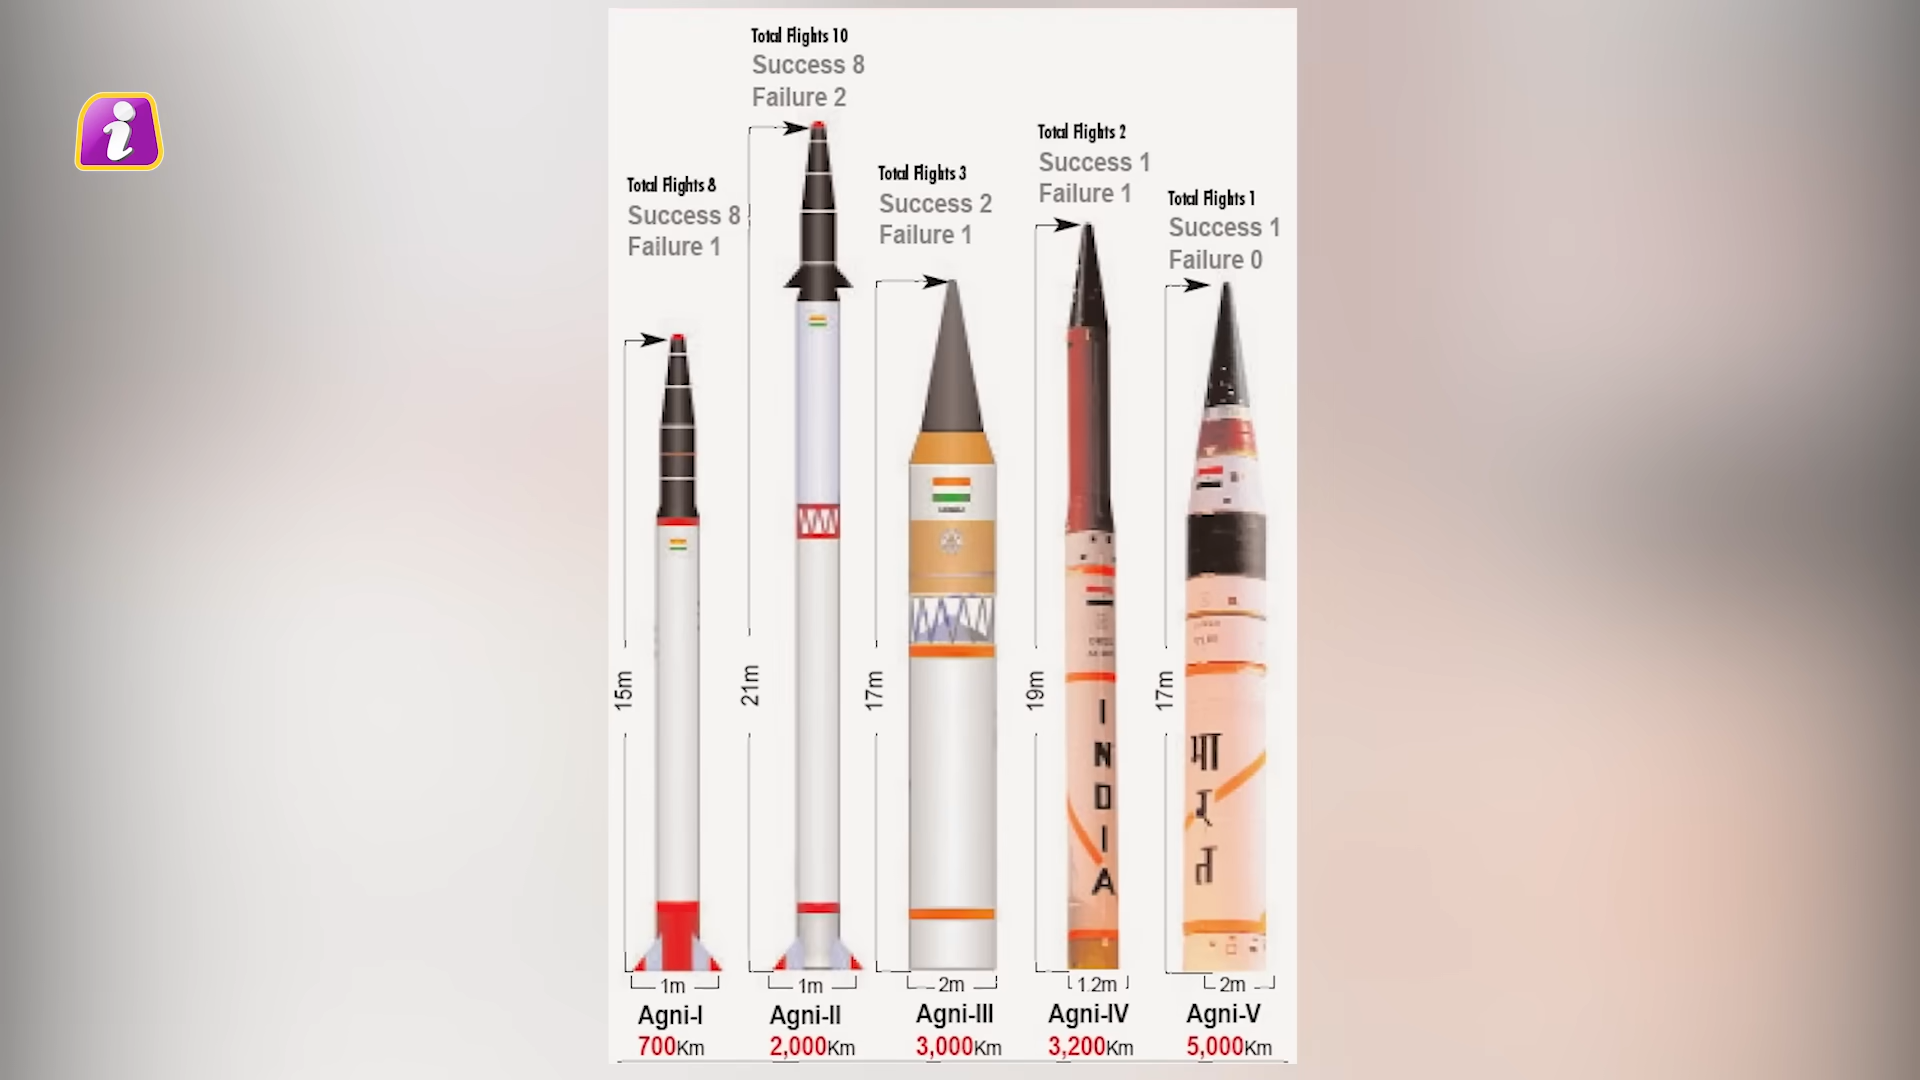 Total Flights 10
Success 8
Failure 2
Total Flights 2
Success 1
Failure 1
Total Flights 3
Success 2
Failure 1
Total Flights 8
Success 8
Failure 1
Total Flights 1
Success 1
Failure 0
15m
21m
17m
19m
17m
INDIA
भारत
1m
1m
2m
1.2m
2m
Agni-I
Agni-II
Agni-III
Agni-IV
Agni-V
700Km
2,000Km
3,000Km
3,200Km
5,000Km